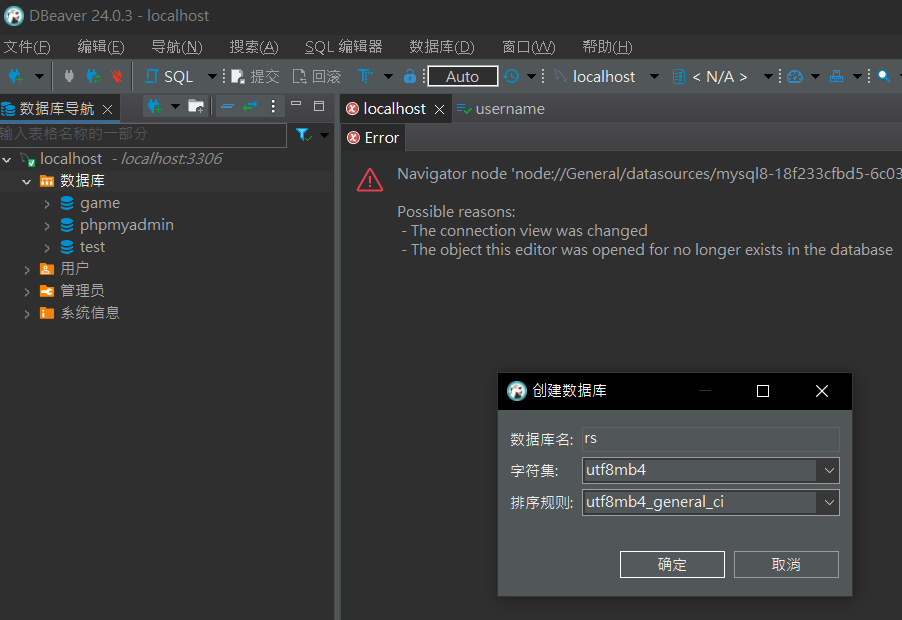 DBeaver 24.0.3 - localhost
文件(F) 编辑(E) 导航(N) 搜索(A) SQL 编辑器 数据库(D) 窗口(W) 帮助(H)
SQL 提交 回滚 Auto localhost < N/A >
数据库导航
localhost
username
输入表格名称的一部分
Error
localhost - localhost:3306
数据库
game
phpmyadmin
test
用户
管理员
系统信息
Navigator node 'node://General/datasources/mysql8-18f233cfbd5-6c03
Possible reasons:
- The connection view was changed
- The object this editor was opened for no longer exists in the database
创建数据库
数据库名: rs
字符集: utf8mb4
排序规则: utf8mb4_general_ci
确定 取消